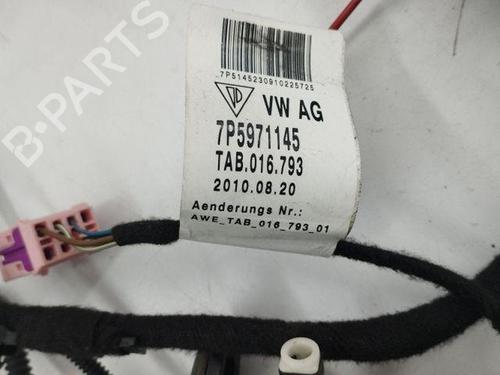 7P5145230910225725
VW AG
7P5971145
TAB.016.793
2010.08.20
Aenderungs Nr.:
AWE_TAB_016_793_01
B-PARTS